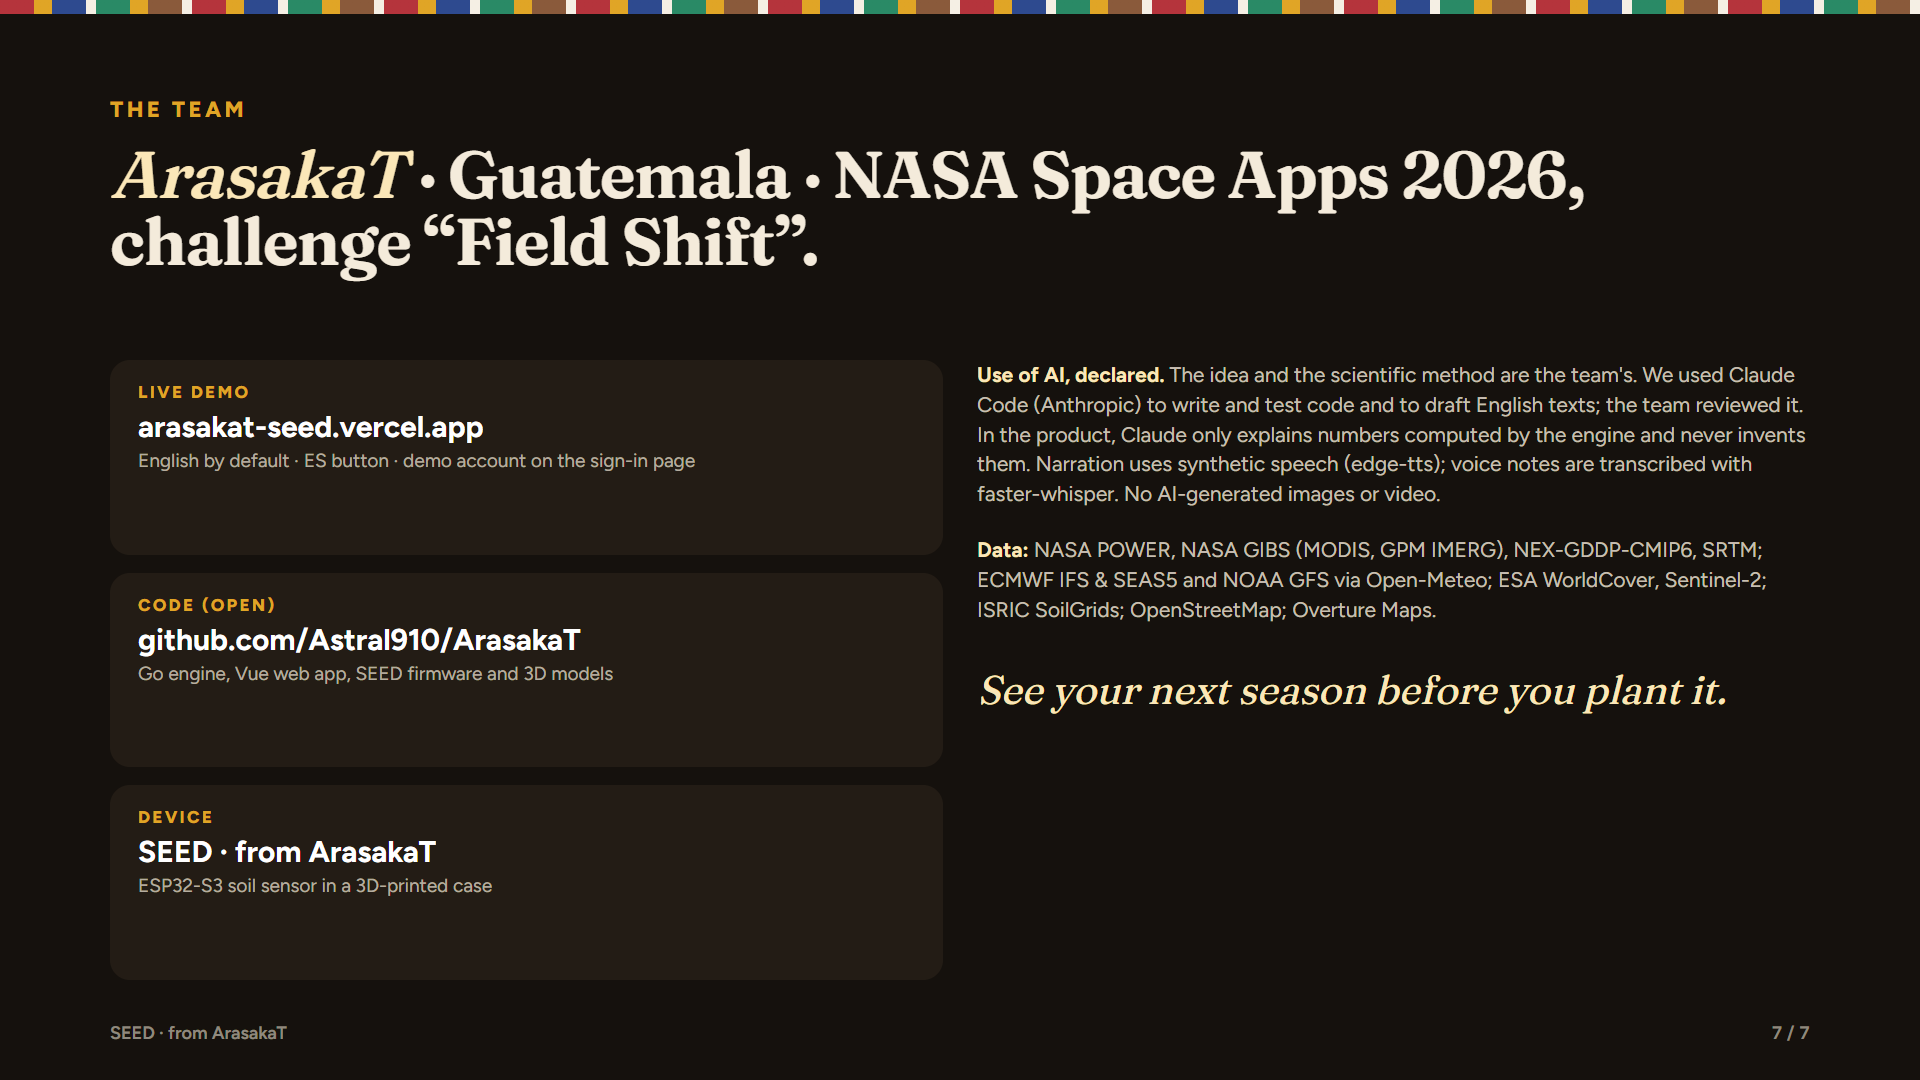 THE TEAM
ArasakaT · Guatemala · NASA Space Apps 2026,
challenge “Field Shift”.
LIVE DEMO
arasakat-seed.vercel.app
English by default · ES button · demo account on the sign-in page
CODE (OPEN)
github.com/Astral910/ArasakaT
Go engine, Vue web app, SEED firmware and 3D models
DEVICE
SEED · from ArasakaT
ESP32-S3 soil sensor in a 3D-printed case
Use of AI, declared. The idea and the scientific method are the team's. We used Claude
Code (Anthropic) to write and test code and to draft English texts; the team reviewed it.
In the product, Claude only explains numbers computed by the engine and never invents
them. Narration uses synthetic speech (edge-tts); voice notes are transcribed with
faster-whisper. No AI-generated images or video.
Data: NASA POWER, NASA GIBS (MODIS, GPM IMERG), NEX-GDDP-CMIP6, SRTM;
ECMWF IFS & SEAS5 and NOAA GFS via Open-Meteo; ESA WorldCover, Sentinel-2;
ISRIC SoilGrids; OpenStreetMap; Overture Maps.
See your next season before you plant it.
SEED · from ArasakaT
7 / 7